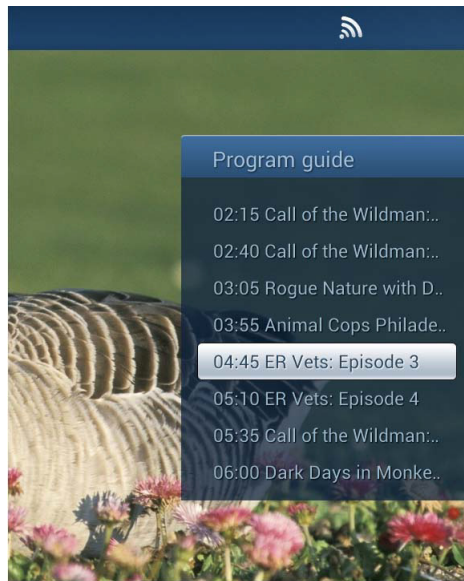 Program guide
02:15 Call of the Wildman:..
02:40 Call of the Wildman:..
03:05 Rogue Nature with D..
03:55 Animal Cops Philade..
04:45 ER Vets: Episode 3
05:10 ER Vets: Episode 4
05:35 Call of the Wildman:..
06:00 Dark Days in Monke..